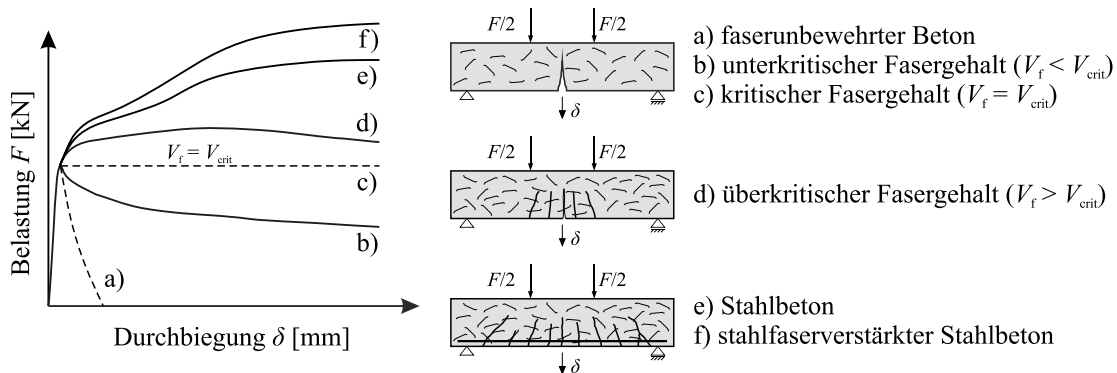 Belastung F [kN]
f)
e)
d)
V_f = V_crit
c)
b)
a)
Durchbiegung δ [mm]
F/2 F/2
δ
a) faserunbewehrter Beton
b) unterkritischer Fasergehalt (V_f < V_crit)
c) kritischer Fasergehalt (V_f = V_crit)
F/2 F/2
δ
d) überkritischer Fasergehalt (V_f > V_crit)
F/2 F/2
δ
e) Stahlbeton
f) stahlfaserverstärkter Stahlbeton